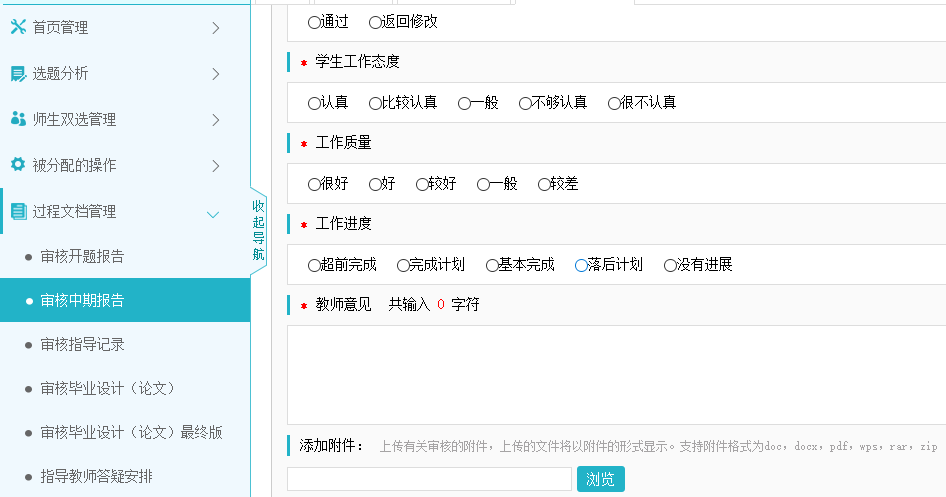 首页管理
选题分析
师生双选管理
被分配的操作
过程文档管理
审核开题报告
审核中期报告
审核指导记录
审核毕业设计（论文）
审核毕业设计（论文）最终版
指导教师答疑安排
收起导航
通过 返回修改
* 学生工作态度
认真 比较认真 一般 不够认真 很不认真
* 工作质量
很好 好 较好 一般 较差
* 工作进度
超前完成 完成计划 基本完成 落后计划 没有进展
* 教师意见 共输入 0 字符
添加附件： 上传有关审核的附件，上传的文件将以附件的形式显示。支持附件格式为doc，docx，pdf，wps，rar，zip
浏览